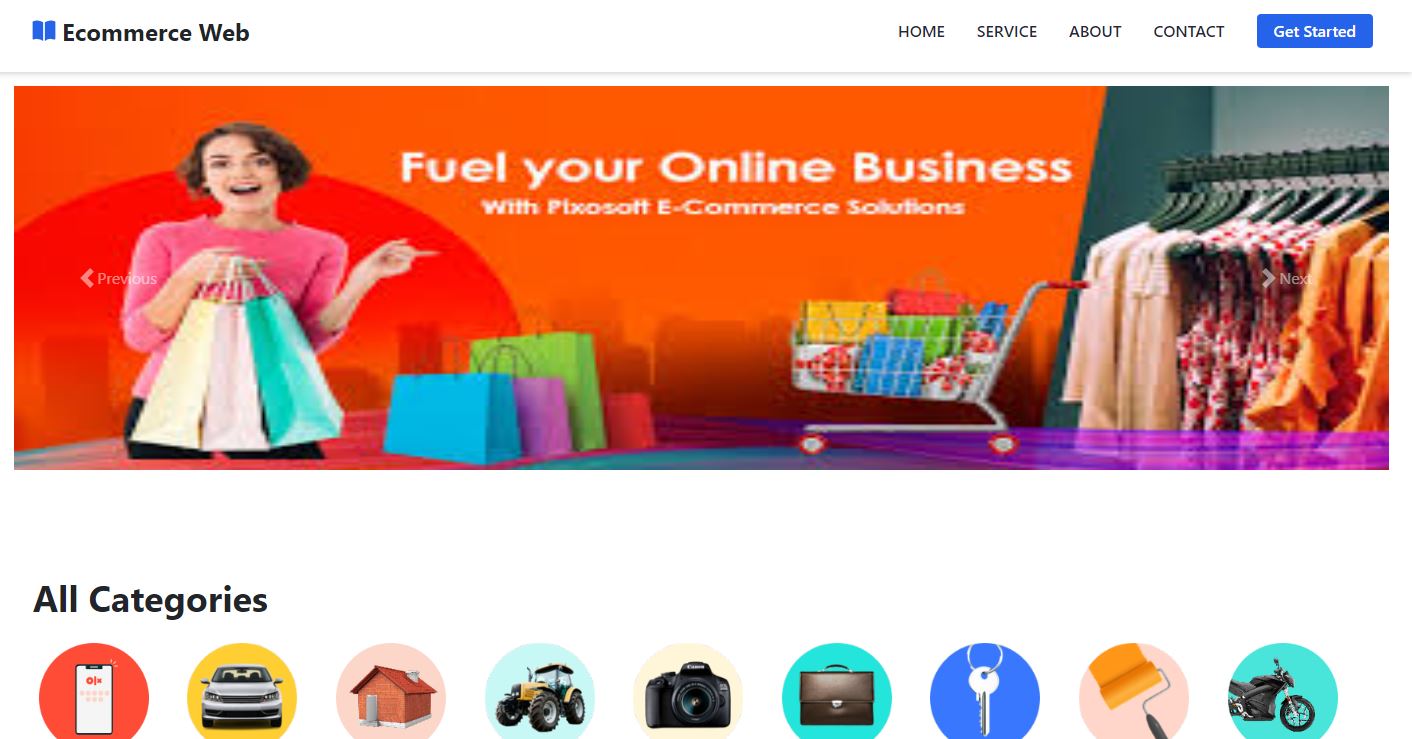 Ecommerce Web
HOME SERVICE ABOUT CONTACT Get Started
Fuel your Online Business
With Pixosoft E-Commerce Solutions
Previous
Next
All Categories
olx
Canon